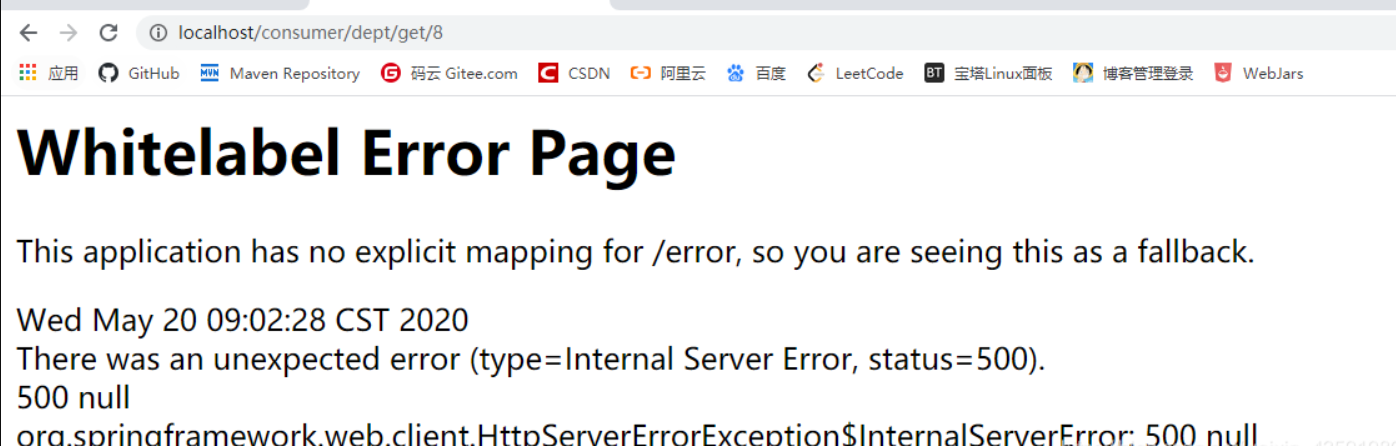 localhost/consumer/dept/get/8
应用 GitHub MVN Maven Repository 码云 Gitee.com CSDN 阿里云 百度 LeetCode BT 宝塔Linux面板 博客管理登录 WebJars
Whitelabel Error Page
This application has no explicit mapping for /error, so you are seeing this as a fallback.
Wed May 20 09:02:28 CST 2020
There was an unexpected error (type=Internal Server Error, status=500).
500 null
org.springframework.web.client.HttpServerErrorException$InternalServerError: 500 null